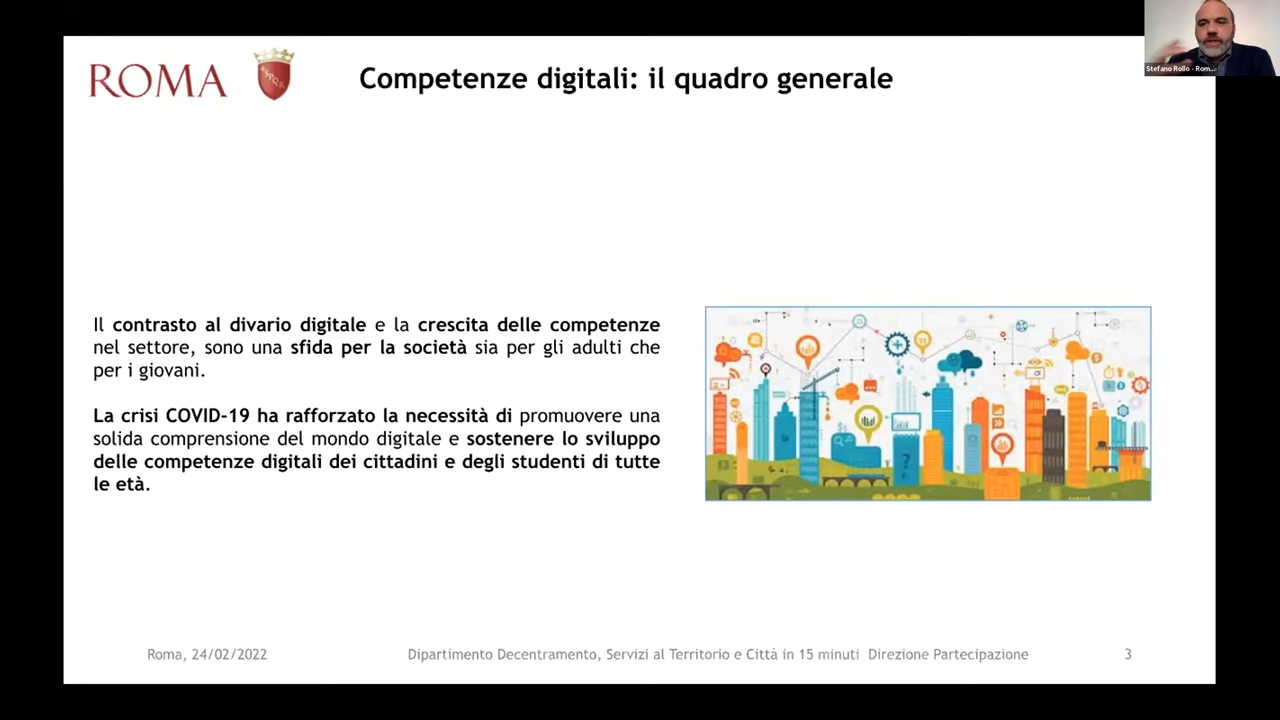 Stefano Rollo - Rom...
ROMA
Competenze digitali: il quadro generale
Il contrasto al divario digitale e la crescita delle competenze
nel settore, sono una sfida per la società sia per gli adulti che
per i giovani.
La crisi COVID-19 ha rafforzato la necessità di promuovere una
solida comprensione del mondo digitale e sostenere lo sviluppo
delle competenze digitali dei cittadini e degli studenti di tutte
le età.
?
Roma, 24/02/2022
Dipartimento Decentramento, Servizi al Territorio e Città in 15 minuti Direzione Partecipazione
3